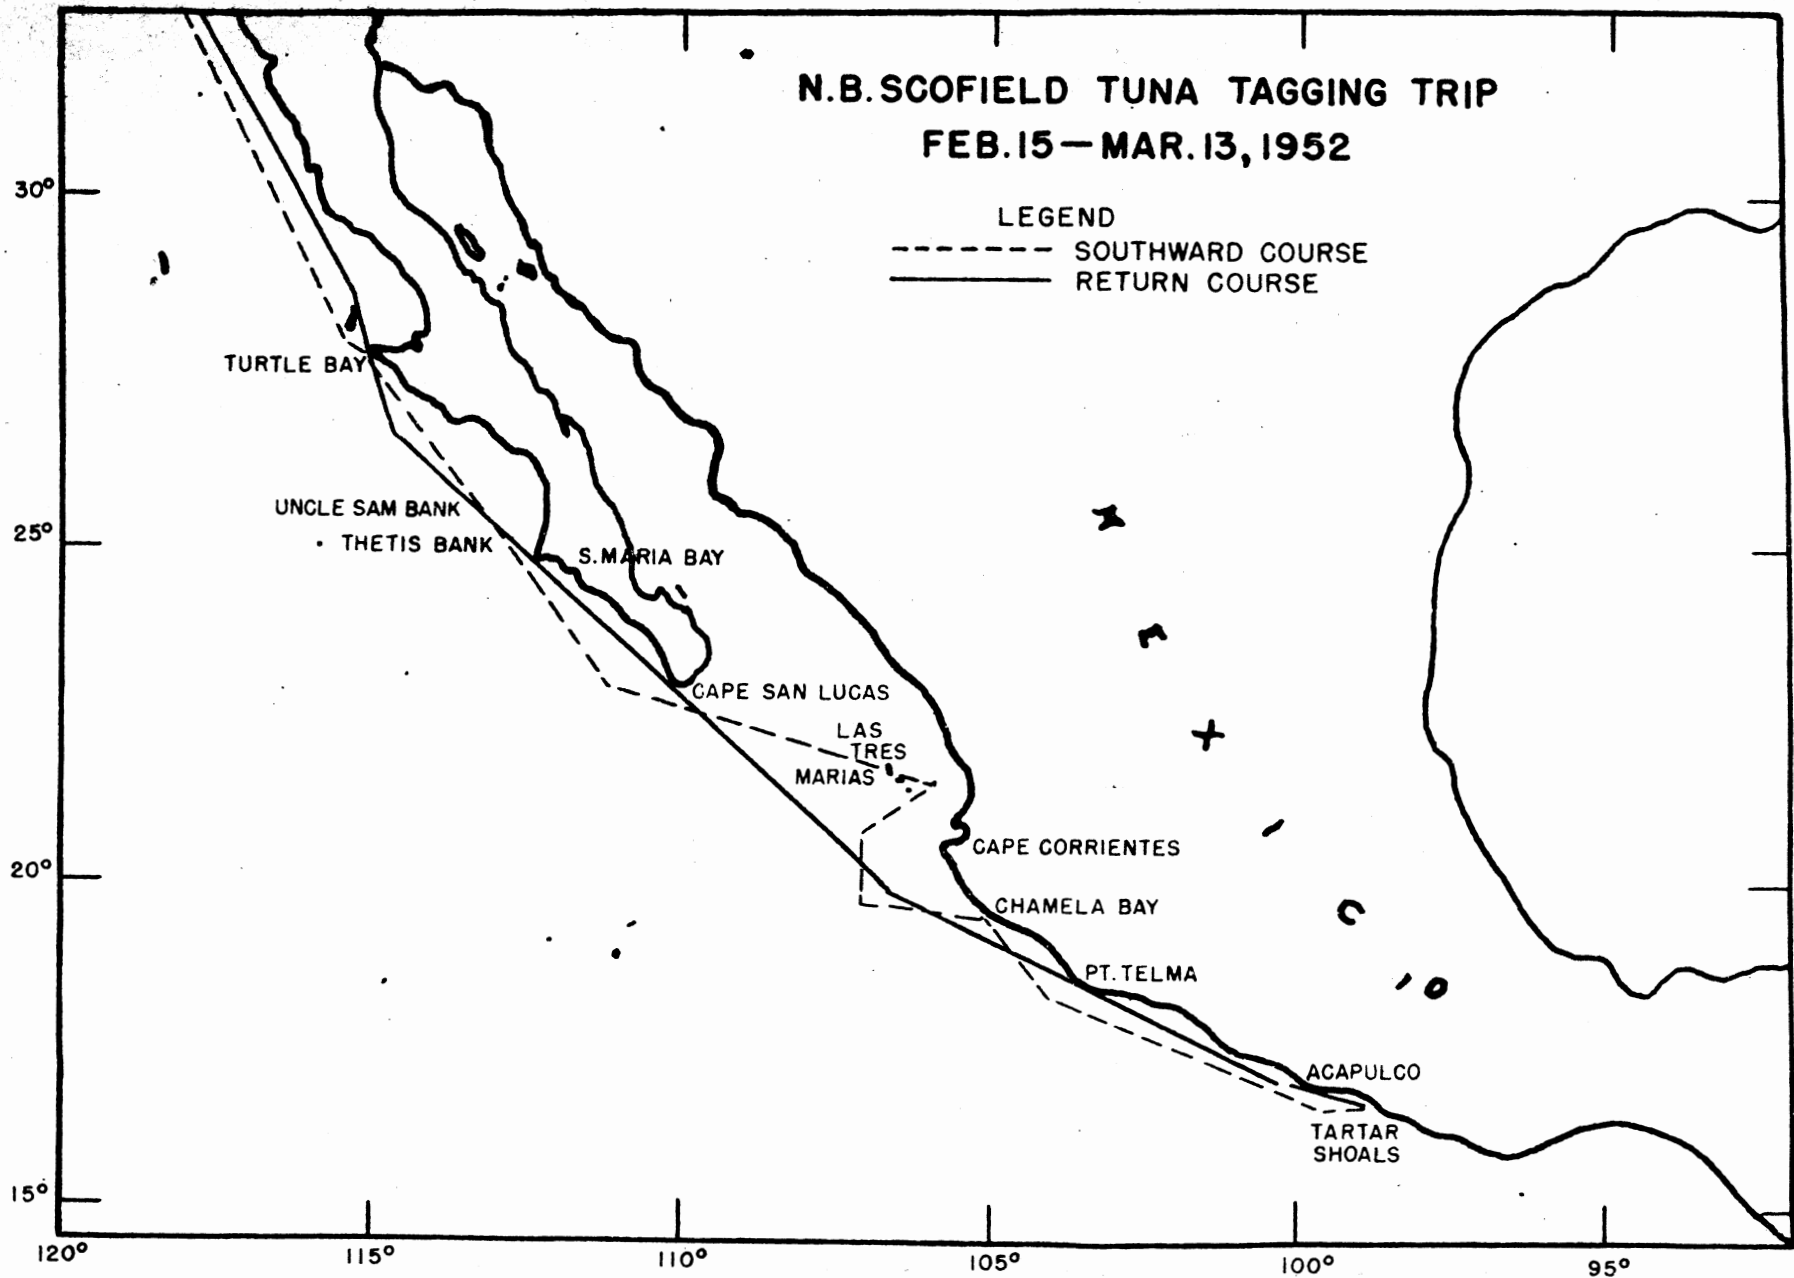 N.B. SCOFIELD TUNA TAGGING TRIP
FEB. 15 — MAR. 13, 1952
LEGEND
SOUTHWARD COURSE
RETURN COURSE
30°
TURTLE BAY
UNCLE SAM BANK
25°
• THETIS BANK
S. MARIA BAY
CAPE SAN LUCAS
LAS
TRES
MARIAS
CAPE CORRIENTES
20°
CHAMELA BAY
PT. TELMA
ACAPULCO
TARTAR
SHOALS
15°
120°
115°
110°
105°
100°
95°
MEXICO